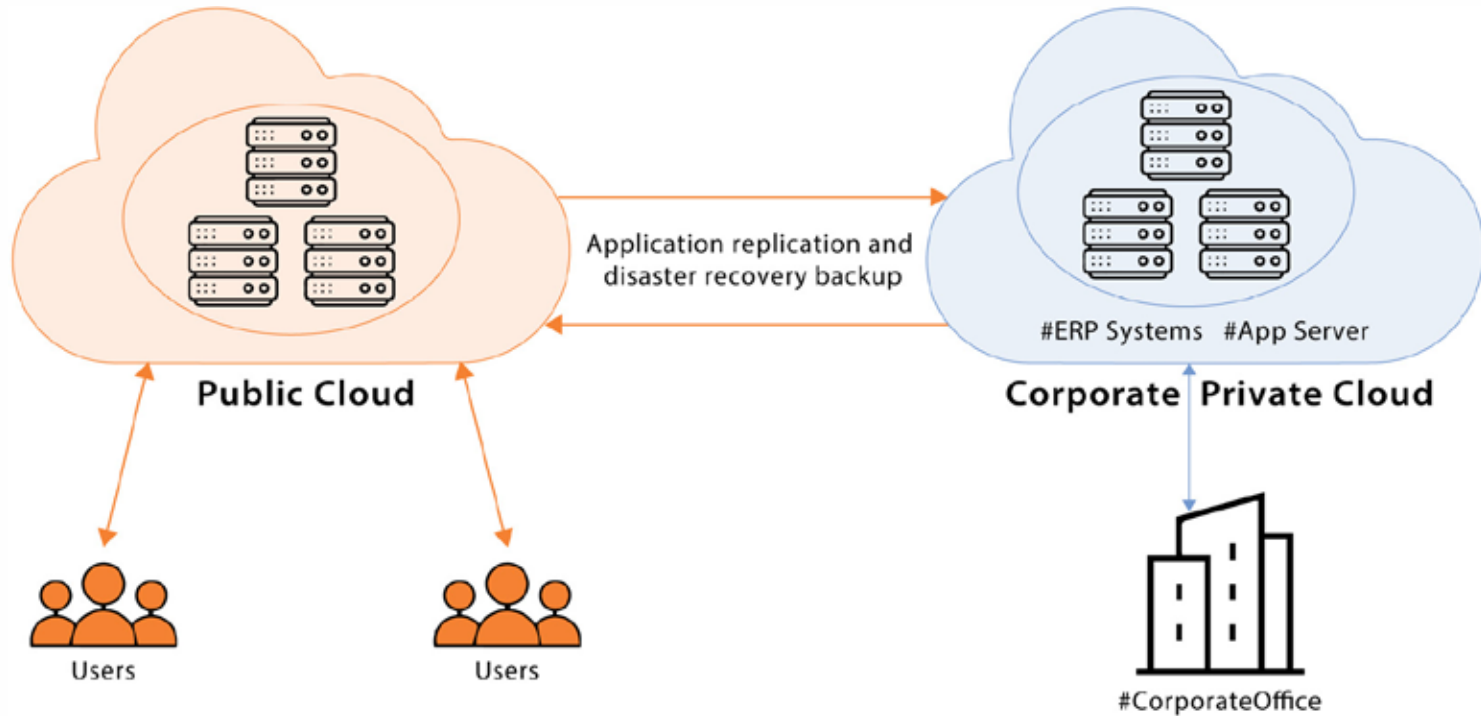 Application replication and
disaster recovery backup
#ERP Systems #App Server
Public Cloud
Corporate Private Cloud
Users
Users
#CorporateOffice